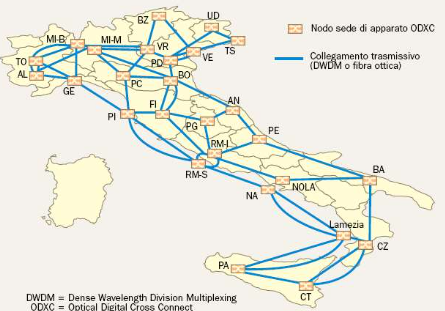 BZ
UD
Nodo sede di apparato ODXC
MI-B
MI-M
VR
VE
TS
Collegamento trasmissivo
(DWDM o fibra ottica)
TO
PD
AL
PC
BO
GE
PI
FI
AN
PG
PE
RM-I
RM-S
BA
NOLA
NA
Lamezia
CZ
PA
CT
DWDM = Dense Wavelength Division Multiplexing
ODXC = Optical Digital Cross Connect